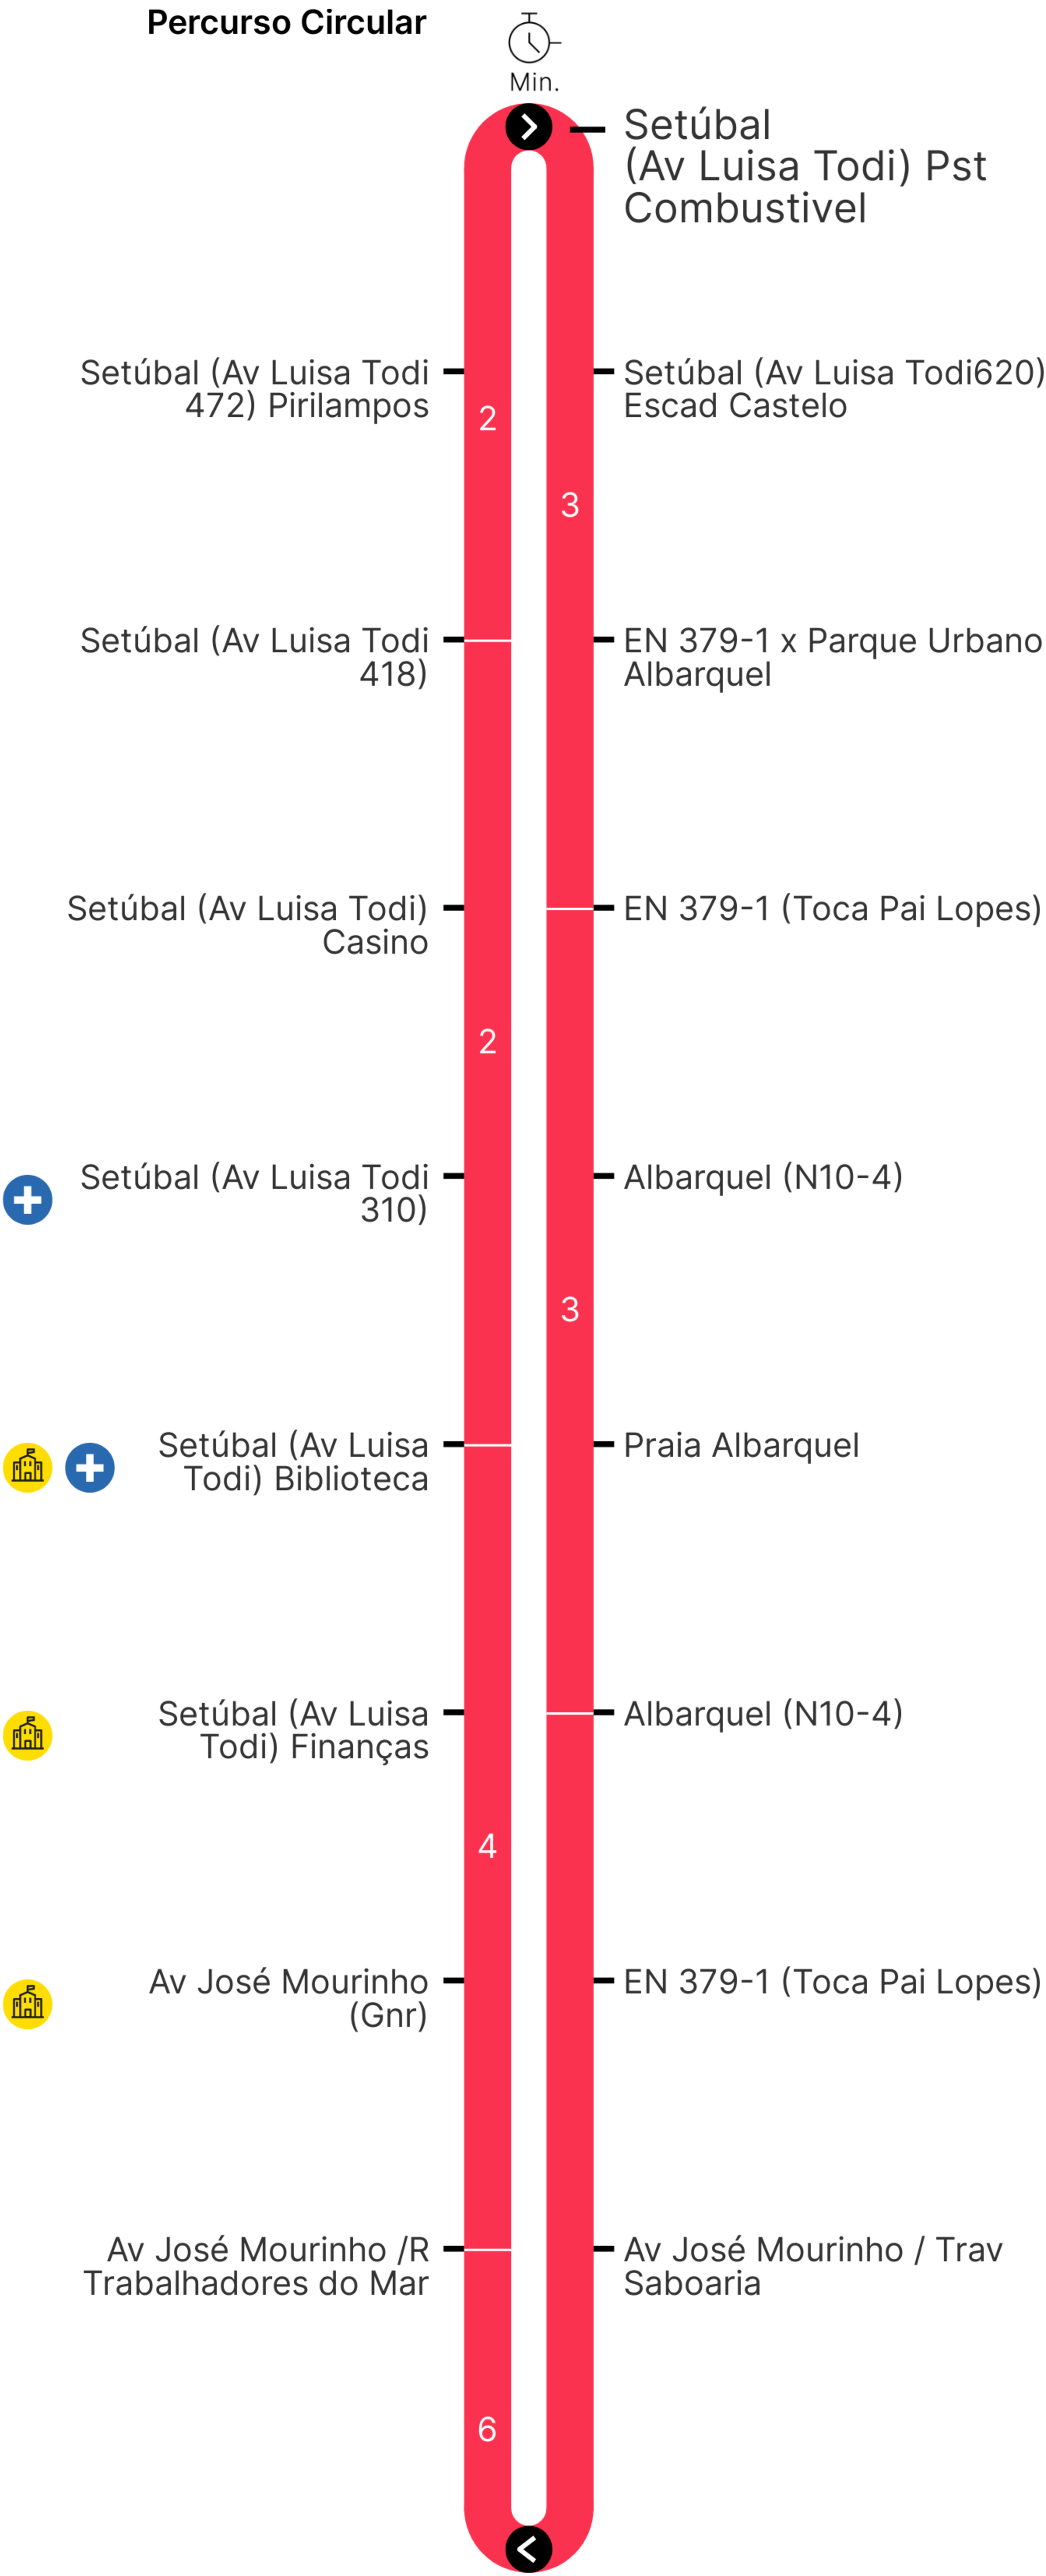 Percurso Circular
Min.
Setúbal
(Av Luisa Todi) Pst
Combustivel
Setúbal (Av Luisa Todi
472) Pirilampos
2
Setúbal (Av Luisa Todi620)
Escad Castelo
3
Setúbal (Av Luisa Todi
418)
EN 379-1 x Parque Urbano
Albarquel
Setúbal (Av Luisa Todi)
Casino
EN 379-1 (Toca Pai Lopes)
2
Setúbal (Av Luisa Todi
310)
Albarquel (N10-4)
3
Setúbal (Av Luisa
Todi) Biblioteca
Praia Albarquel
Setúbal (Av Luisa
Todi) Finanças
Albarquel (N10-4)
4
Av José Mourinho
(Gnr)
EN 379-1 (Toca Pai Lopes)
Av José Mourinho /R
Trabalhadores do Mar
Av José Mourinho / Trav
Saboaria
6